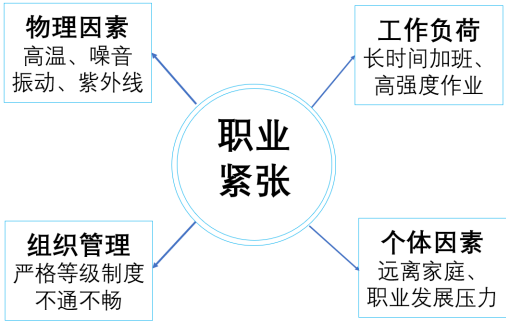 物理因素
高温、噪音
振动、紫外线
工作负荷
长时间加班、
高强度作业
职业
紧张
组织管理
严格等级制度
不通不畅
个体因素
远离家庭、
职业发展压力